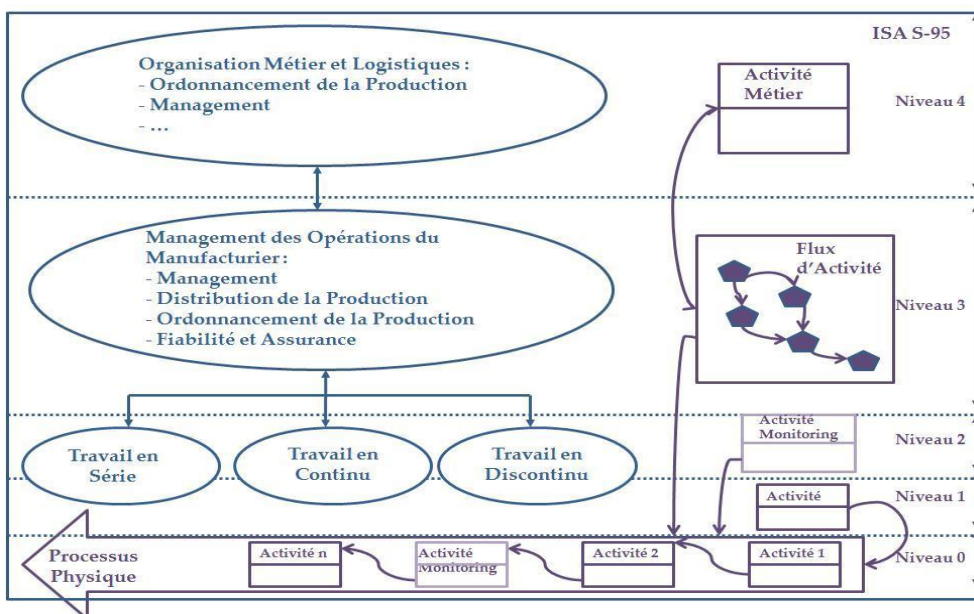 ISA S-95
Organisation Métier et Logistiques :
- Ordonnancement de la Production
- Management
- ...
Activité
Métier
Niveau 4
Management des Opérations du
Manufacturier :
- Management
- Distribution de la Production
- Ordonnancement de la Production
- Fiabilité et Assurance
Flux
d'Activité
Niveau 3
Travail en
Série
Travail en
Continu
Travail en
Discontinu
Activité
Monitoring
Niveau 2
Activité
Niveau 1
Processus
Physique
Activité n
Activité
Monitoring
Activité 2
Activité 1
Niveau 0